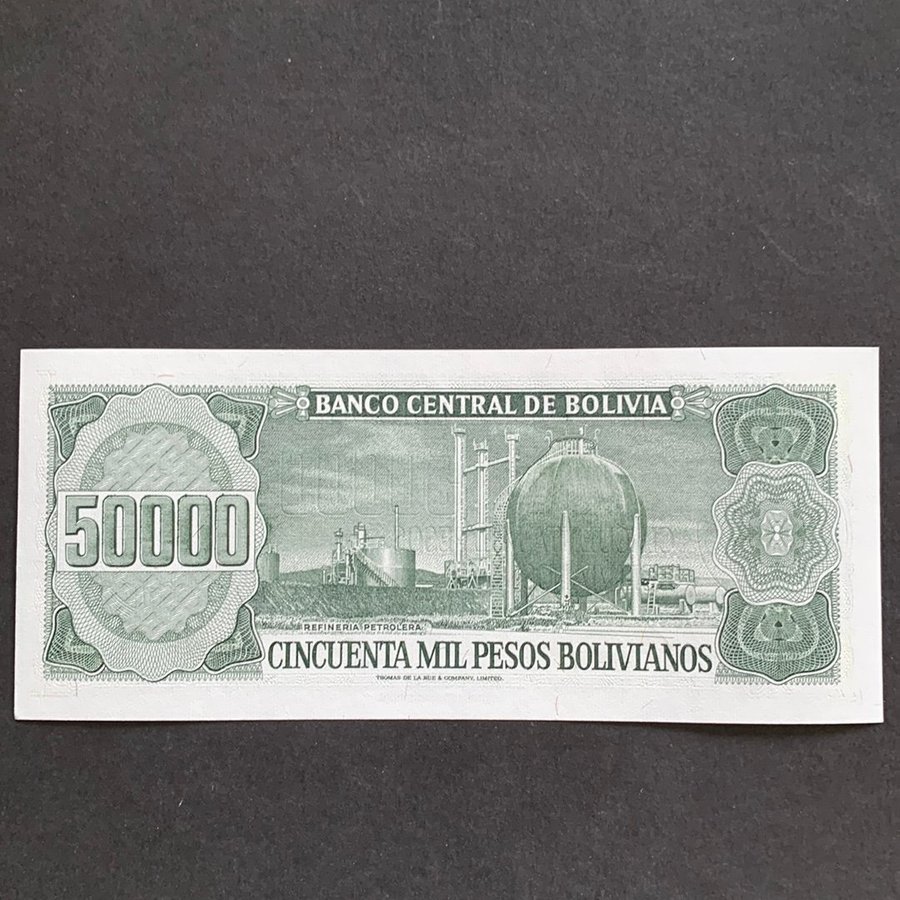 BANCO CENTRAL DE BOLIVIA
50000
REFINERIA PETROLERA
CINCUENTA MIL PESOS BOLIVIANOS
THOMAS DE LA RUE & COMPANY, LIMITED.